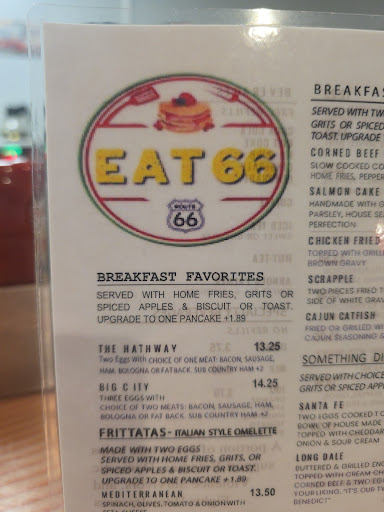 EAT 66
ROUTE
66
BREAKFAST FAVORITES
SERVED WITH HOME FRIES, GRITS OR
SPICED APPLES & BISCUIT OR TOAST.
UPGRADE TO ONE PANCAKE +1.89
THE HATHWAY 13.25
Two Eggs With CHOICE OF ONE MEAT: BACON, SAUSAGE,
HAM, BOLOGNA OR FAT BACK. SUB COUNTRY HAM +2
BIG CITY 14.25
THREE EGGS WITH
CHOICE OF TWO MEATS: BACON, SAUSAGE, HAM,
BOLOGNA OR FAT BACK. SUB COUNTRY HAM +2
FRITTATAS- ITALIAN STYLE OMELETTE
MADE WITH TWO EGGS
SERVED WITH HOME FRIES, GRITS, OR
SPICED APPLES & BISCUIT OR TOAST.
UPGRADE TO ONE PANCAKE +1.89
MEDITERRANEAN 13.50
SPINACH, OLIVES, TOMATO & ONION WITH
BREAKFAS
SERVED WITH TW
GRITS OR SPICED
TOAST. UPGRADE
CORNED BEEF
SLOW COOKED CO
HOME FRIES, PEPPER
SALMON CAKE
HANDMADE WITH G
PARSLEY, HOUSE SE
PERFECTION
CHICKEN FRIED
TOPPED WITH GRILLED
BROWN GRAVY
SCRAPPLE
TWO PIECES FRIED T
SIDE OF WHITE GRAV
CAJUN CATFISH
FRIED OR GRILLED WI
CAJUN SEASONING &
SOMETHING DI
SERVED WITH CHOICE
GRITS OR SPICED APP
SANTA FE
TWO EGGS COOKED TO
BOWL OF HOUSE MADE
TOPPED WITH CHEDDAR
ONION & SOUR CREAM
LONG DALE
BUTTERED & GRILLED ENG
TOPPED WITH CREAM CH
CORNED BEEF & TWO EG
YOUR LIKING. "IT'S OUR T
BENEDICT"